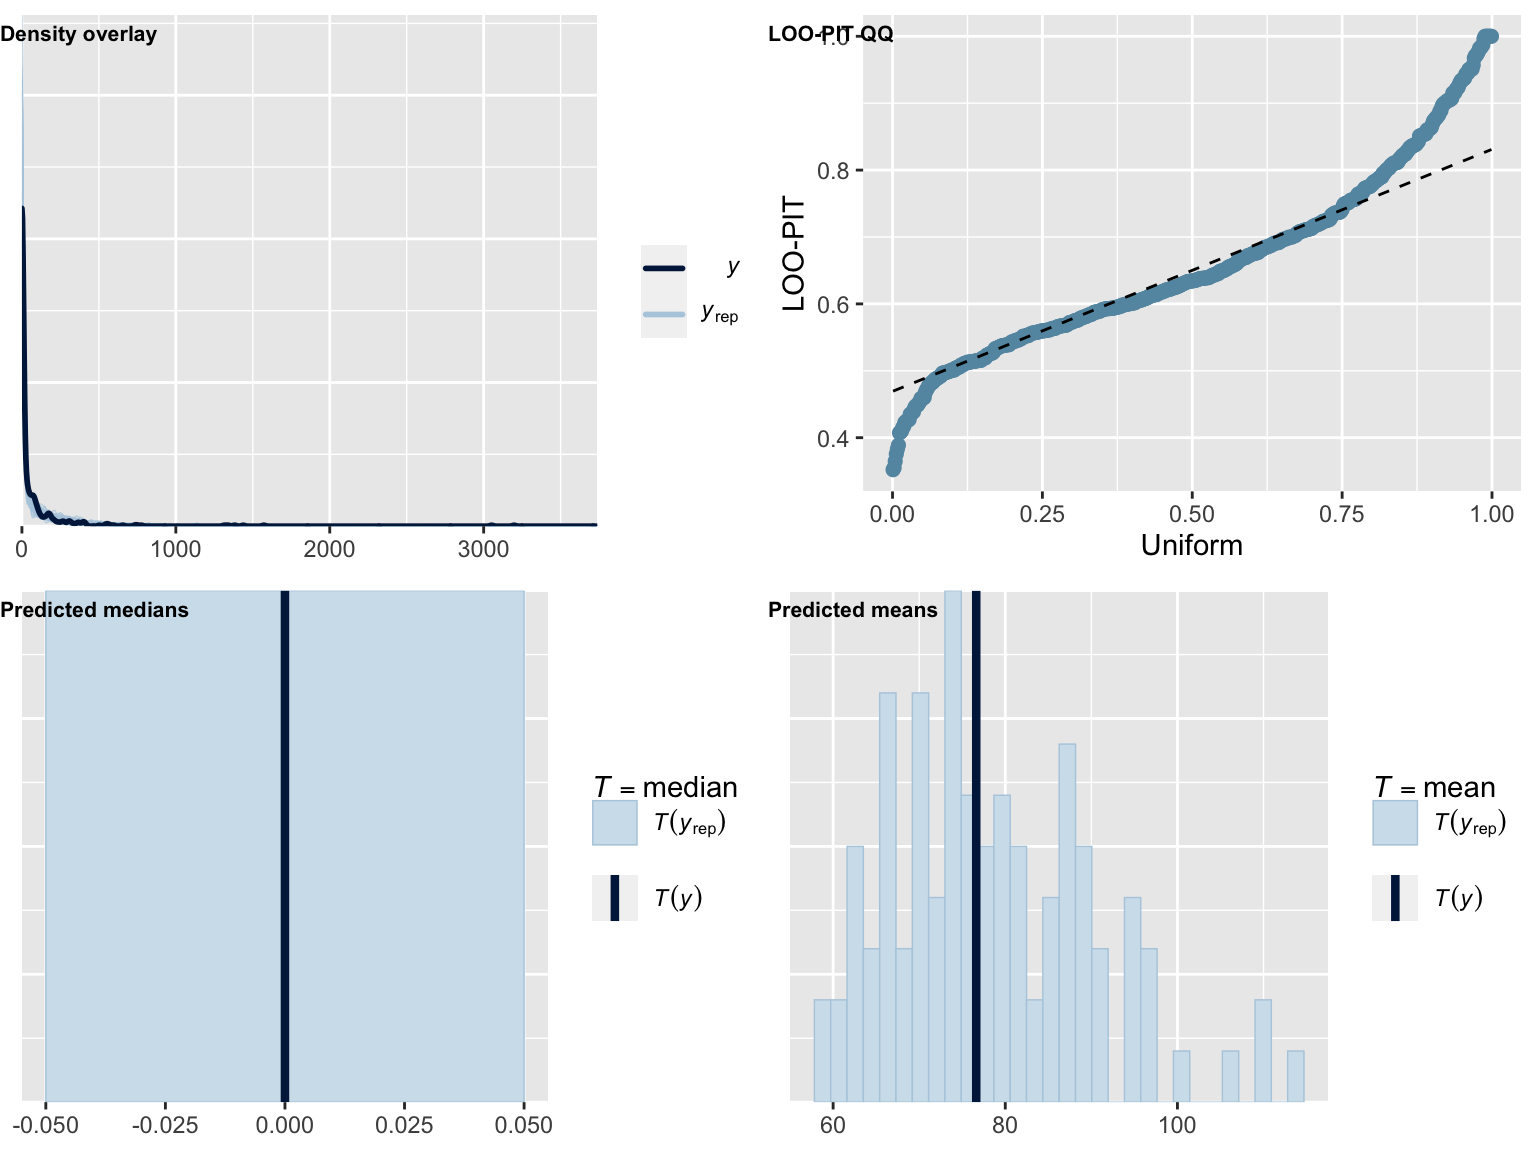 Density overlay
0
1000
2000
3000
y
yrep
LOO-PIT QQ
1.0
0.8
0.6
0.4
LOO-PIT
0.00
0.25
0.50
0.75
1.00
Uniform
Predicted medians
-0.050
-0.025
0.000
0.025
0.050
T = median
T(yrep)
T(y)
Predicted means
60
80
100
T = mean
T(yrep)
T(y)